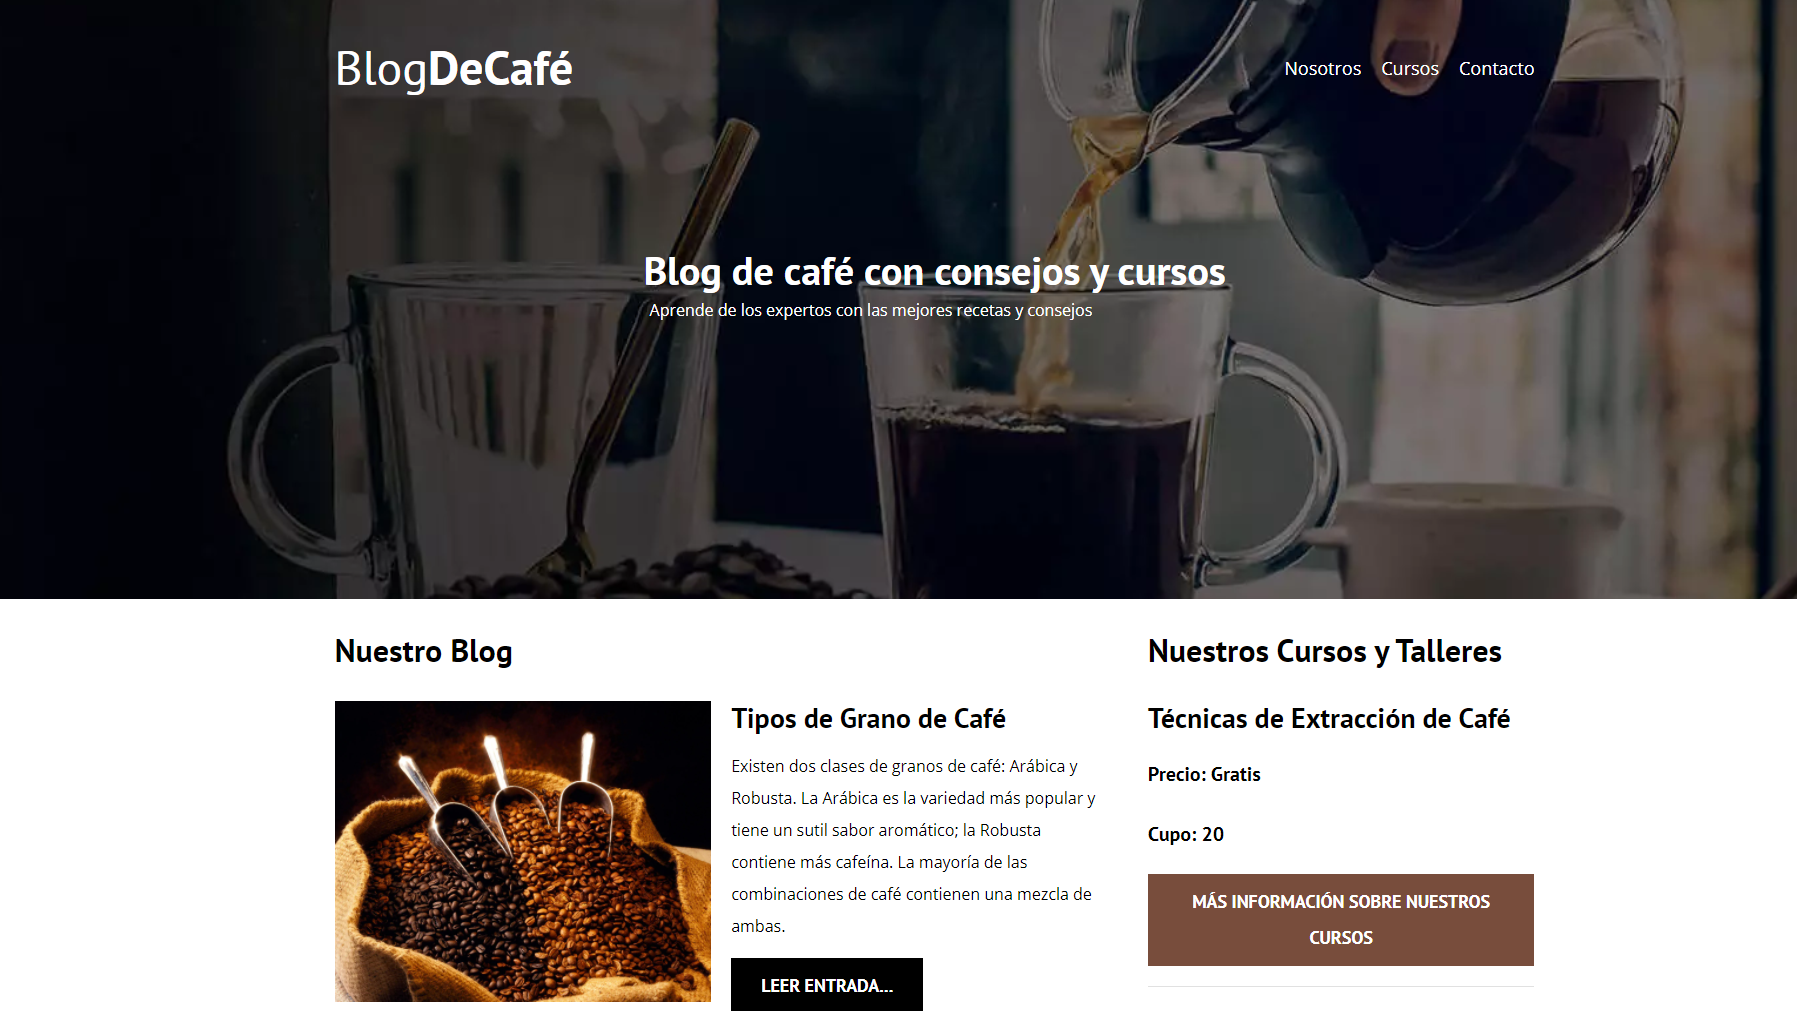 BlogDeCafé
Nosotros Cursos Contacto
Blog de café con consejos y cursos
Aprende de los expertos con las mejores recetas y consejos
Nuestro Blog
Tipos de Grano de Café
Existen dos clases de granos de café: Arábica y
Robusta. La Arábica es la variedad más popular y
tiene un sutil sabor aromático; la Robusta
contiene más cafeína. La mayoría de las
combinaciones de café contienen una mezcla de
ambas.
LEER ENTRADA...
Nuestros Cursos y Talleres
Técnicas de Extracción de Café
Precio: Gratis
Cupo: 20
MÁS INFORMACIÓN SOBRE NUESTROS
CURSOS